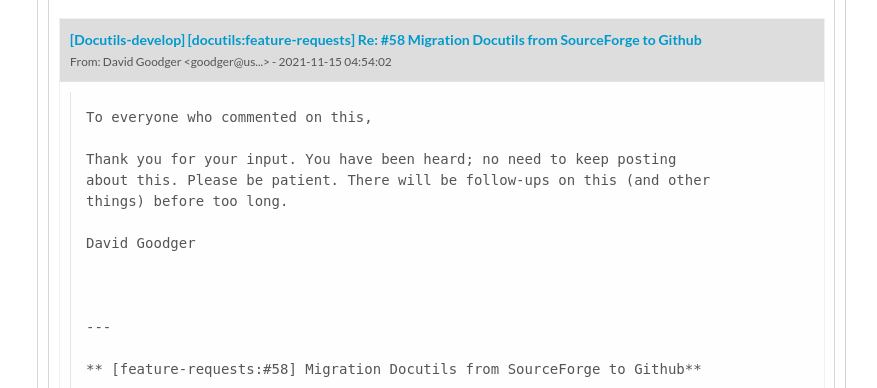 [Docutils-develop] [docutils:feature-requests] Re: #58 Migration Docutils from SourceForge to Github
From: David Goodger <goodger@us...> - 2021-11-15 04:54:02
To everyone who commented on this,
Thank you for your input. You have been heard; no need to keep posting
about this. Please be patient. There will be follow-ups on this (and other
things) before too long.
David Goodger
---
** [feature-requests:#58] Migration Docutils from SourceForge to Github**